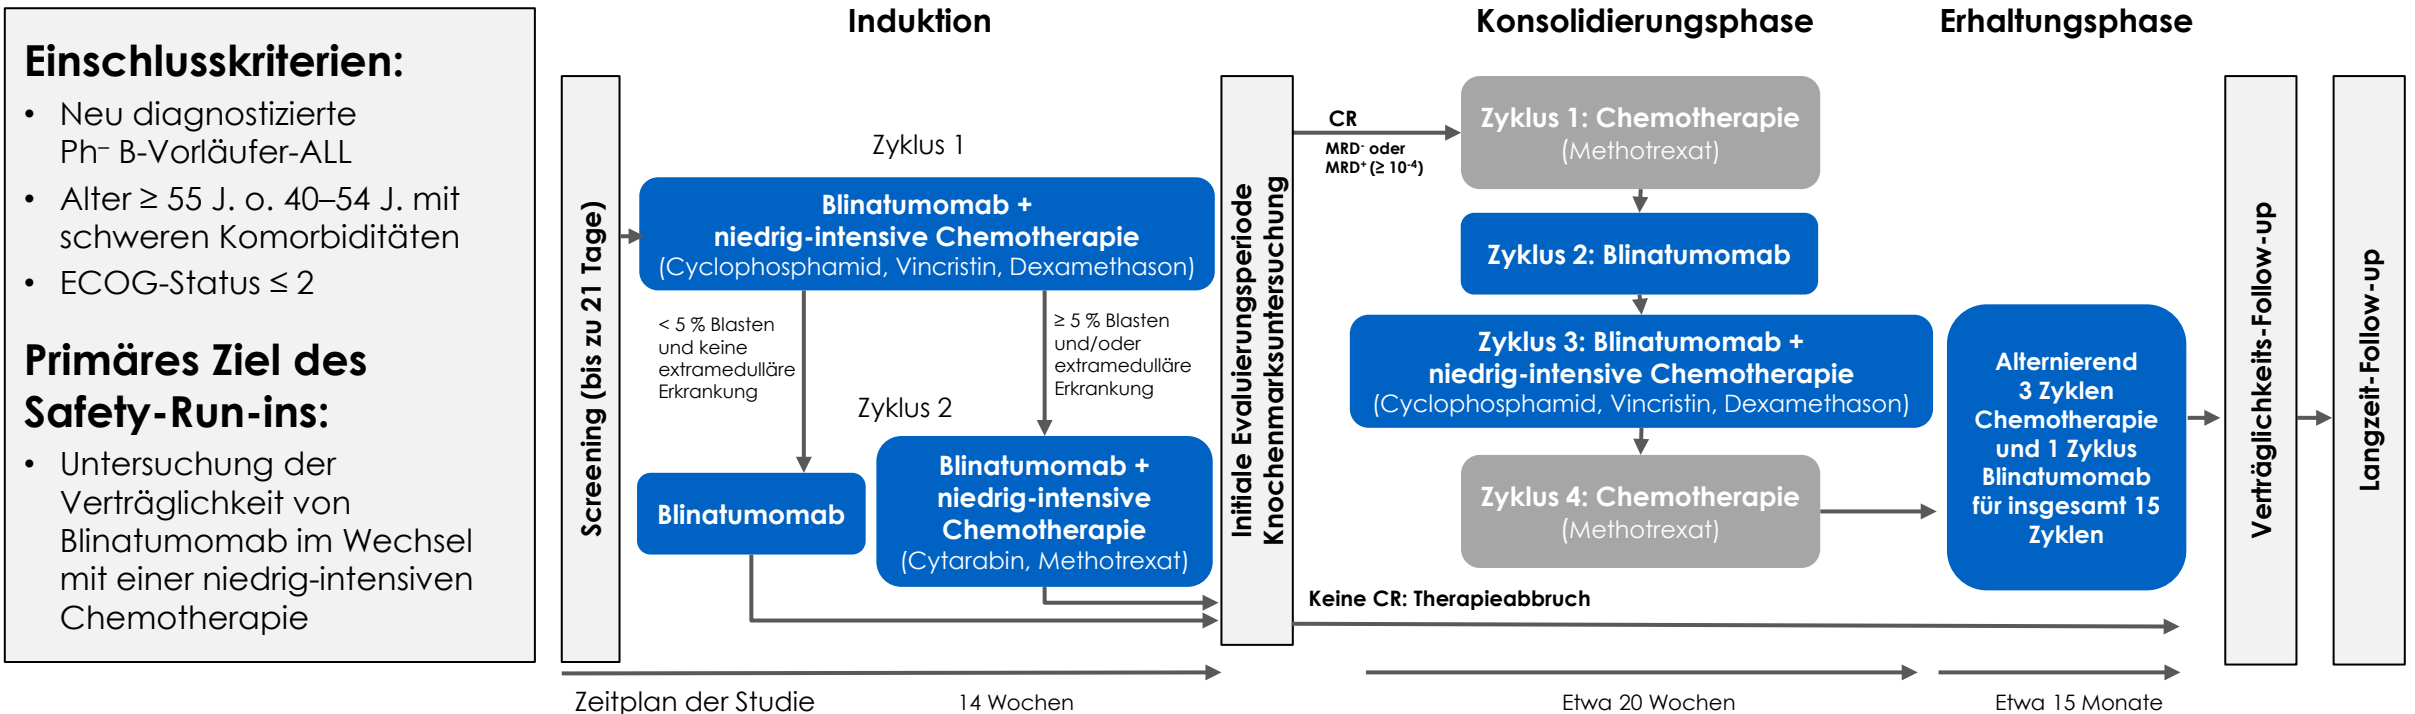 Einschlusskriterien:
• Neu diagnostizierte
Ph⁻ B-Vorläufer-ALL
• Alter ≥ 55 J. o. 40–54 J. mit
schweren Komorbiditäten
• ECOG-Status ≤ 2
Primäres Ziel des
Safety-Run-ins:
• Untersuchung der
Verträglichkeit von
Blinatumomab im Wechsel
mit einer niedrig-intensiven
Chemotherapie
Induktion
Screening (bis zu 21 Tage)
Zyklus 1
Blinatumomab +
niedrig-intensive Chemotherapie
(Cyclophosphamid, Vincristin, Dexamethason)
< 5 % Blasten
und keine
extramedulläre
Erkrankung
≥ 5 % Blasten
und/oder
extramedulläre
Erkrankung
Zyklus 2
Blinatumomab
Blinatumomab +
niedrig-intensive
Chemotherapie
(Cytarabin, Methotrexat)
Initiale Evaluierungsperiode
Knochenmarksuntersuchung
Konsolidierungsphase
CR
MRD⁻ oder
MRD⁺ (≥ 10⁻⁴)
Zyklus 1: Chemotherapie
(Methotrexat)
Zyklus 2: Blinatumomab
Zyklus 3: Blinatumomab +
niedrig-intensive Chemotherapie
(Cyclophosphamid, Vincristin, Dexamethason)
Zyklus 4: Chemotherapie
(Methotrexat)
Keine CR: Therapieabbruch
Erhaltungsphase
Alternierend
3 Zyklen
Chemotherapie
und 1 Zyklus
Blinatumomab
für insgesamt 15
Zyklen
Verträglichkeits-Follow-up
Langzeit-Follow-up
Zeitplan der Studie
14 Wochen
Etwa 20 Wochen
Etwa 15 Monate